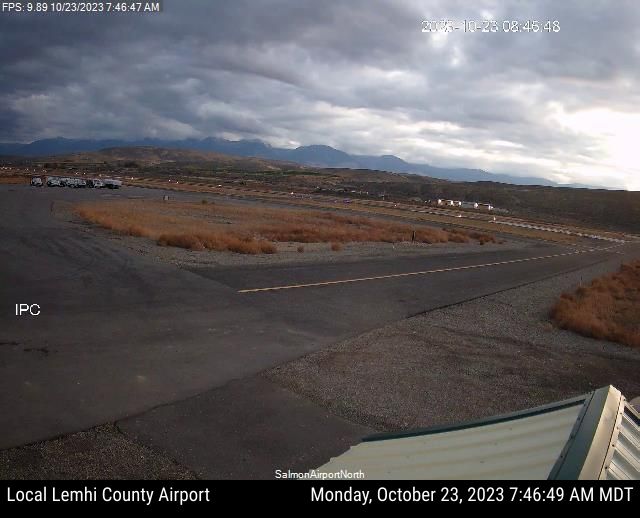 FPS: 9.89 10/23/2023 7:46:47 AM
2023-10-23 08:45:48
IPC
SalmonAirportNorth
Local Lemhi County Airport Monday, October 23, 2023 7:46:49 AM MDT